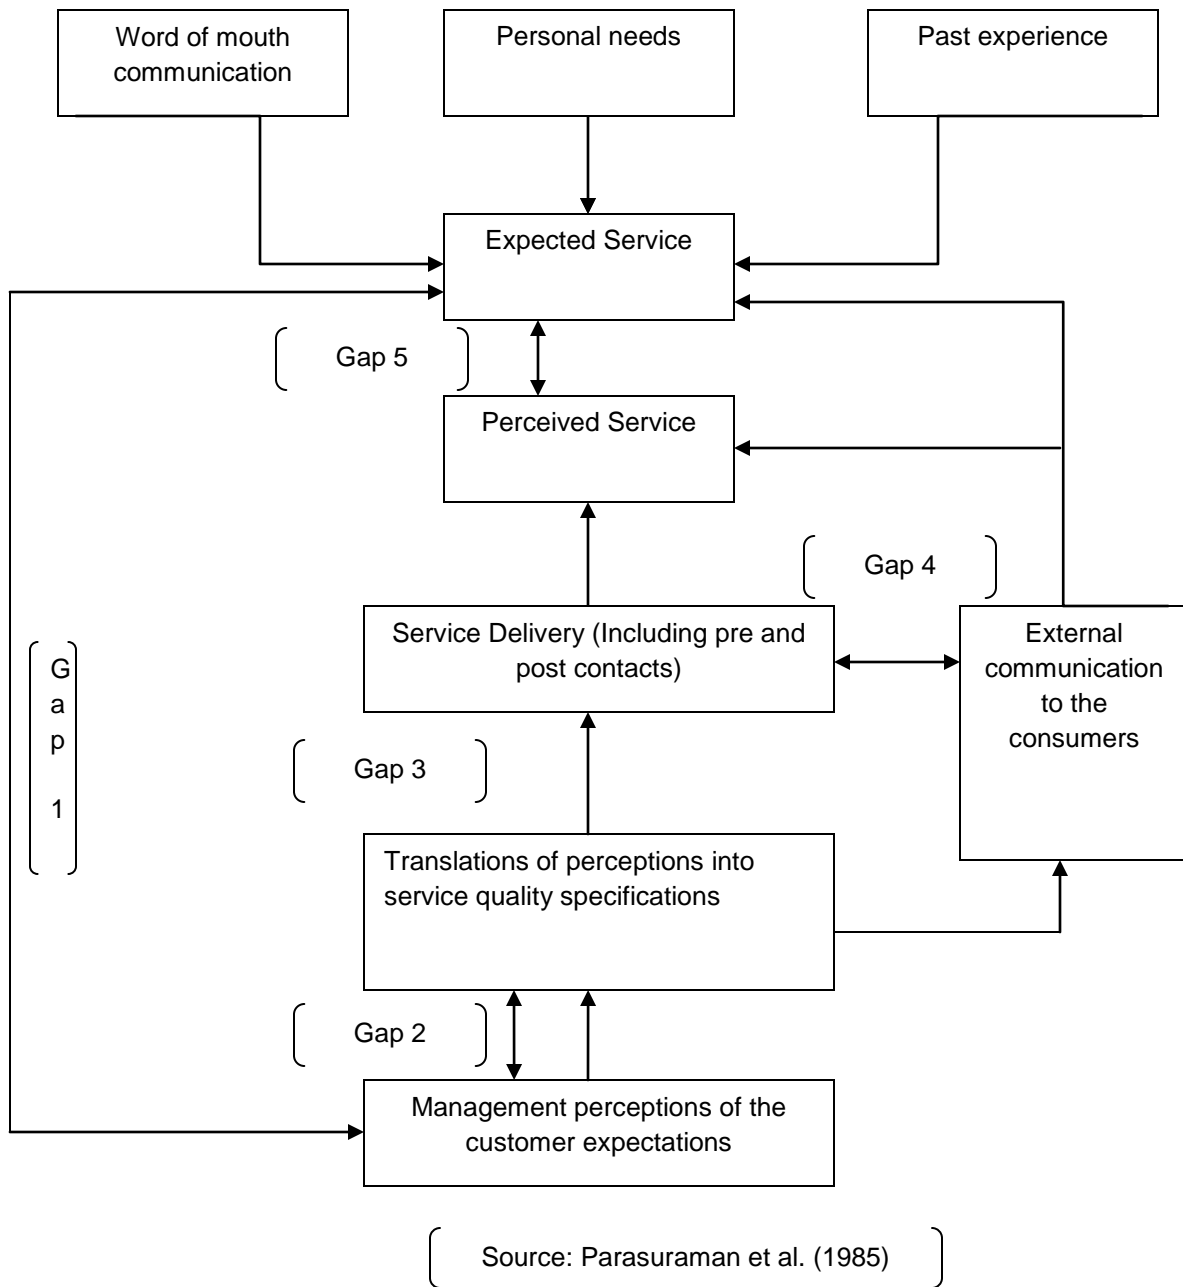 Word of mouth
communication
Personal needs
Past experience
Expected Service
Gap 5
Perceived Service
Gap 4
Service Delivery (Including pre and
post contacts)
External
communication
to the
consumers
G
a
p
1
Gap 3
Translations of perceptions into
service quality specifications
Gap 2
Management perceptions of the
customer expectations
Source: Parasuraman et al. (1985)